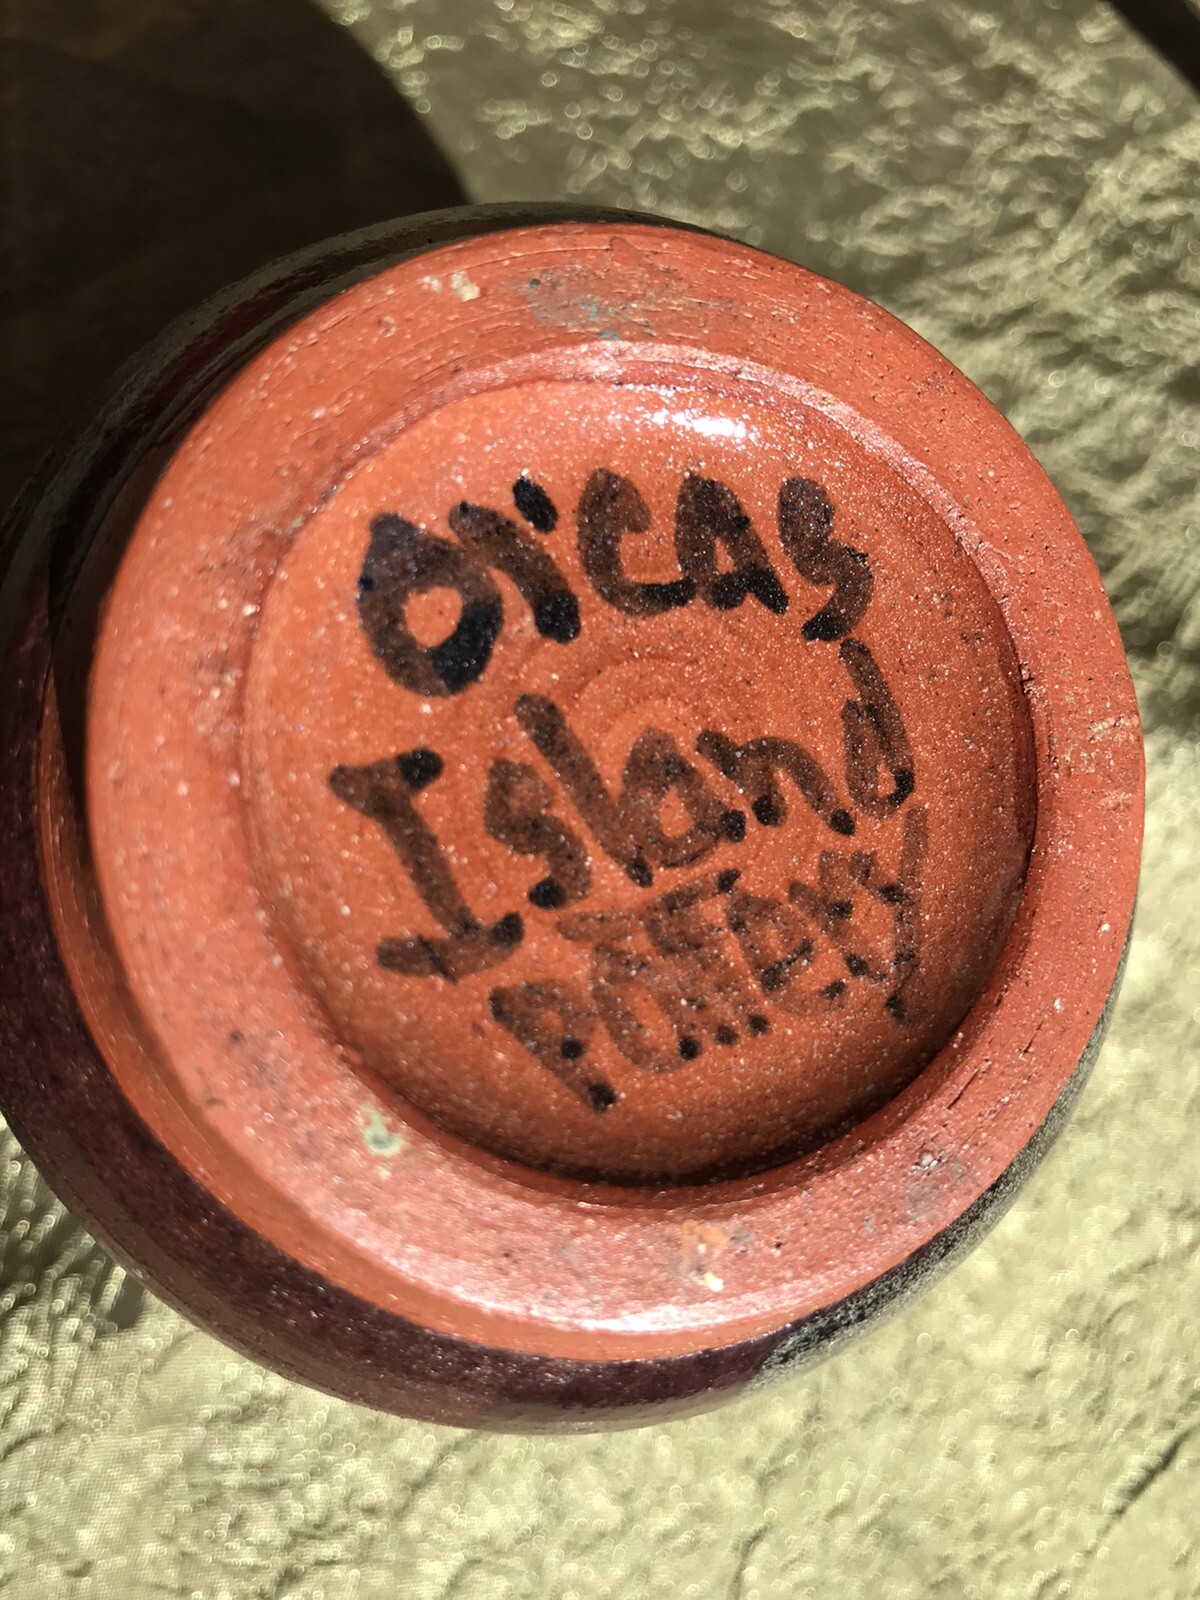 Orcas
Island
Pottery